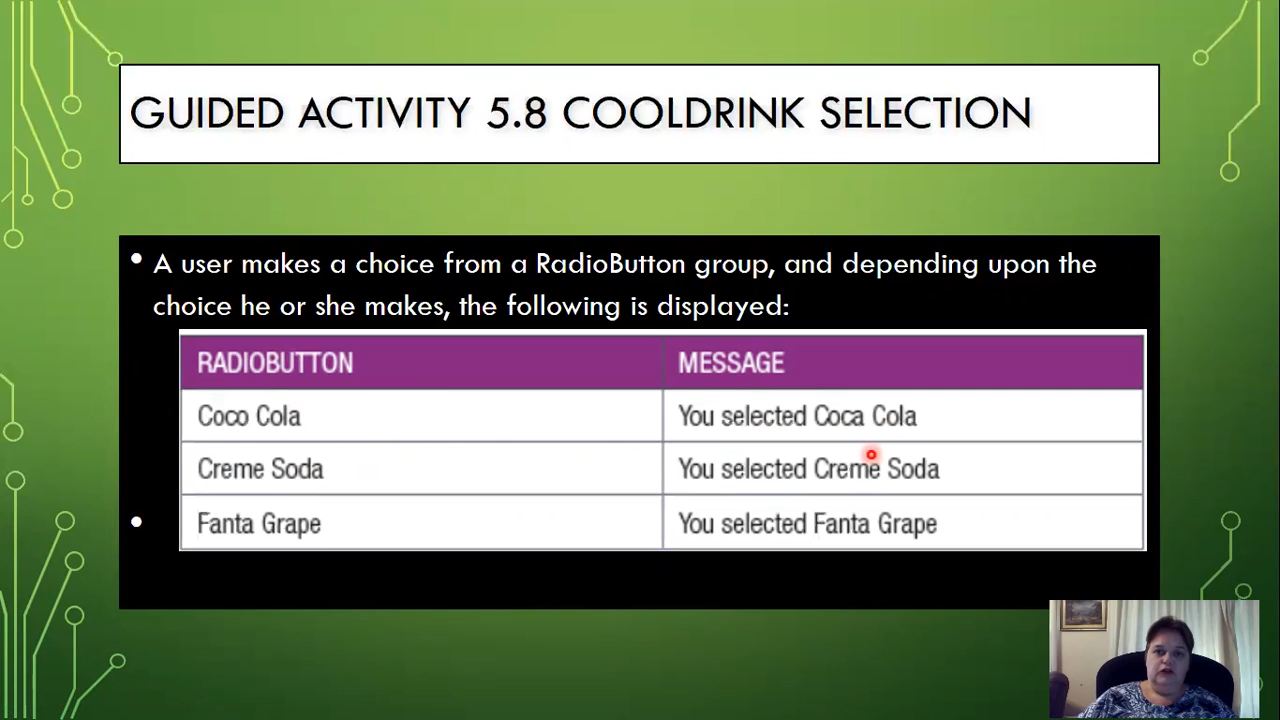 GUIDED ACTIVITY 5.8 COOLDRINK SELECTION
• A user makes a choice from a RadioButton group, and depending upon the
choice he or she makes, the following is displayed:
RADIOBUTTON MESSAGE
Coco Cola You selected Coca Cola
Creme Soda You selected Creme Soda
Fanta Grape You selected Fanta Grape